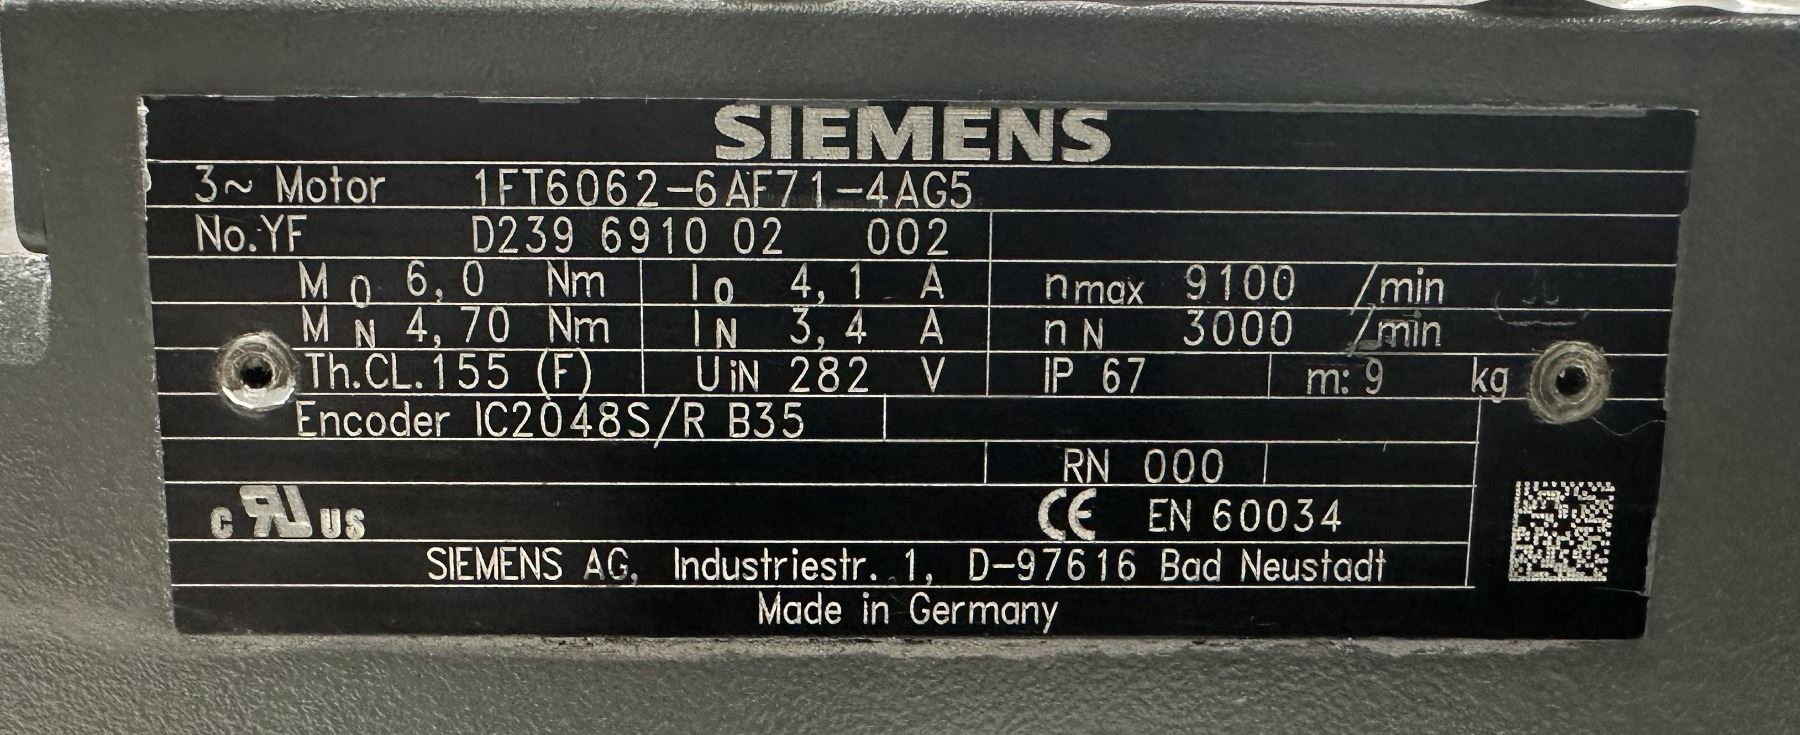 SIEMENS
3~ Motor 1FT6062-6AF71-4AG5
No.YF D239 6910 02 002
M0 6,0 Nm I0 4,1 A nmax 9100 /min
MN 4,70 Nm IN 3,4 A nN 3000 /min
Th.CL.155 (F) UiN 282 V IP 67 m: 9 kg
Encoder IC2048S/R B35
RN 000
c RU US CE EN 60034
SIEMENS AG, Industriestr. 1, D-97616 Bad Neustadt
Made in Germany